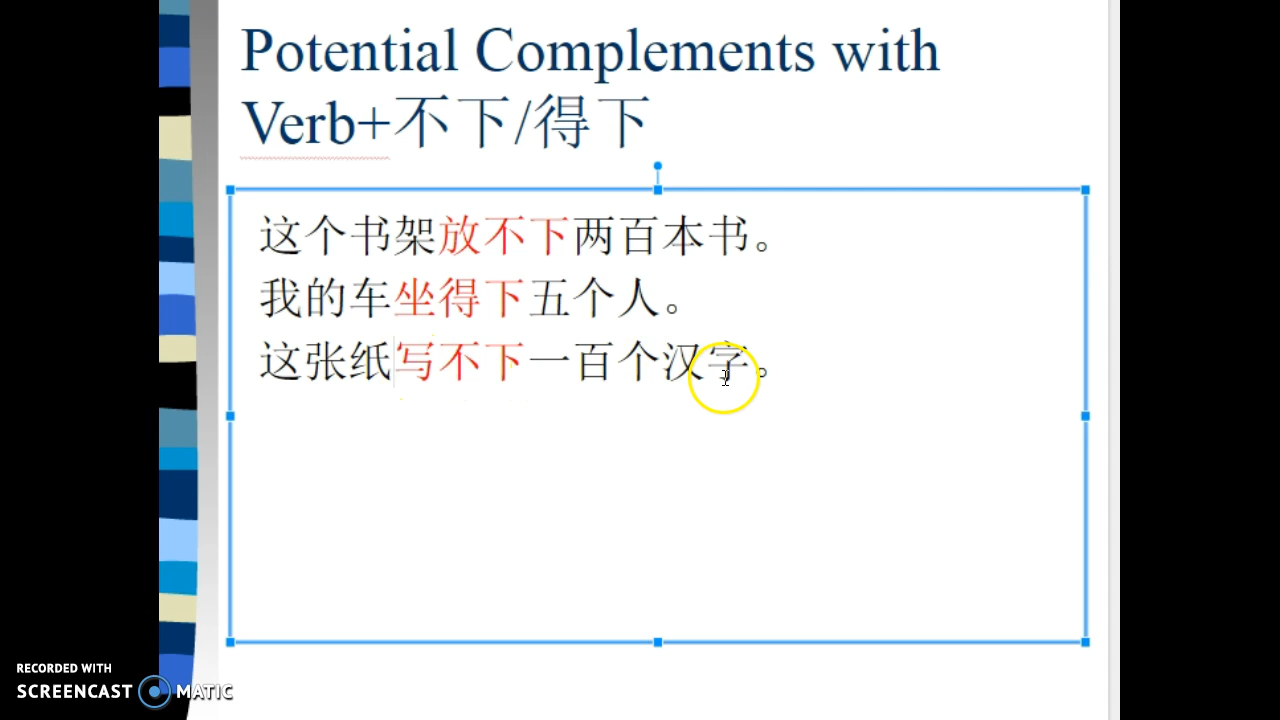 Potential Complements with
Verb+不下/得下
这个书架放不下两百本书。
我的车坐得下五个人。
这张纸写不下一百个汉字。
RECORDED WITH
SCREENCAST MATIC